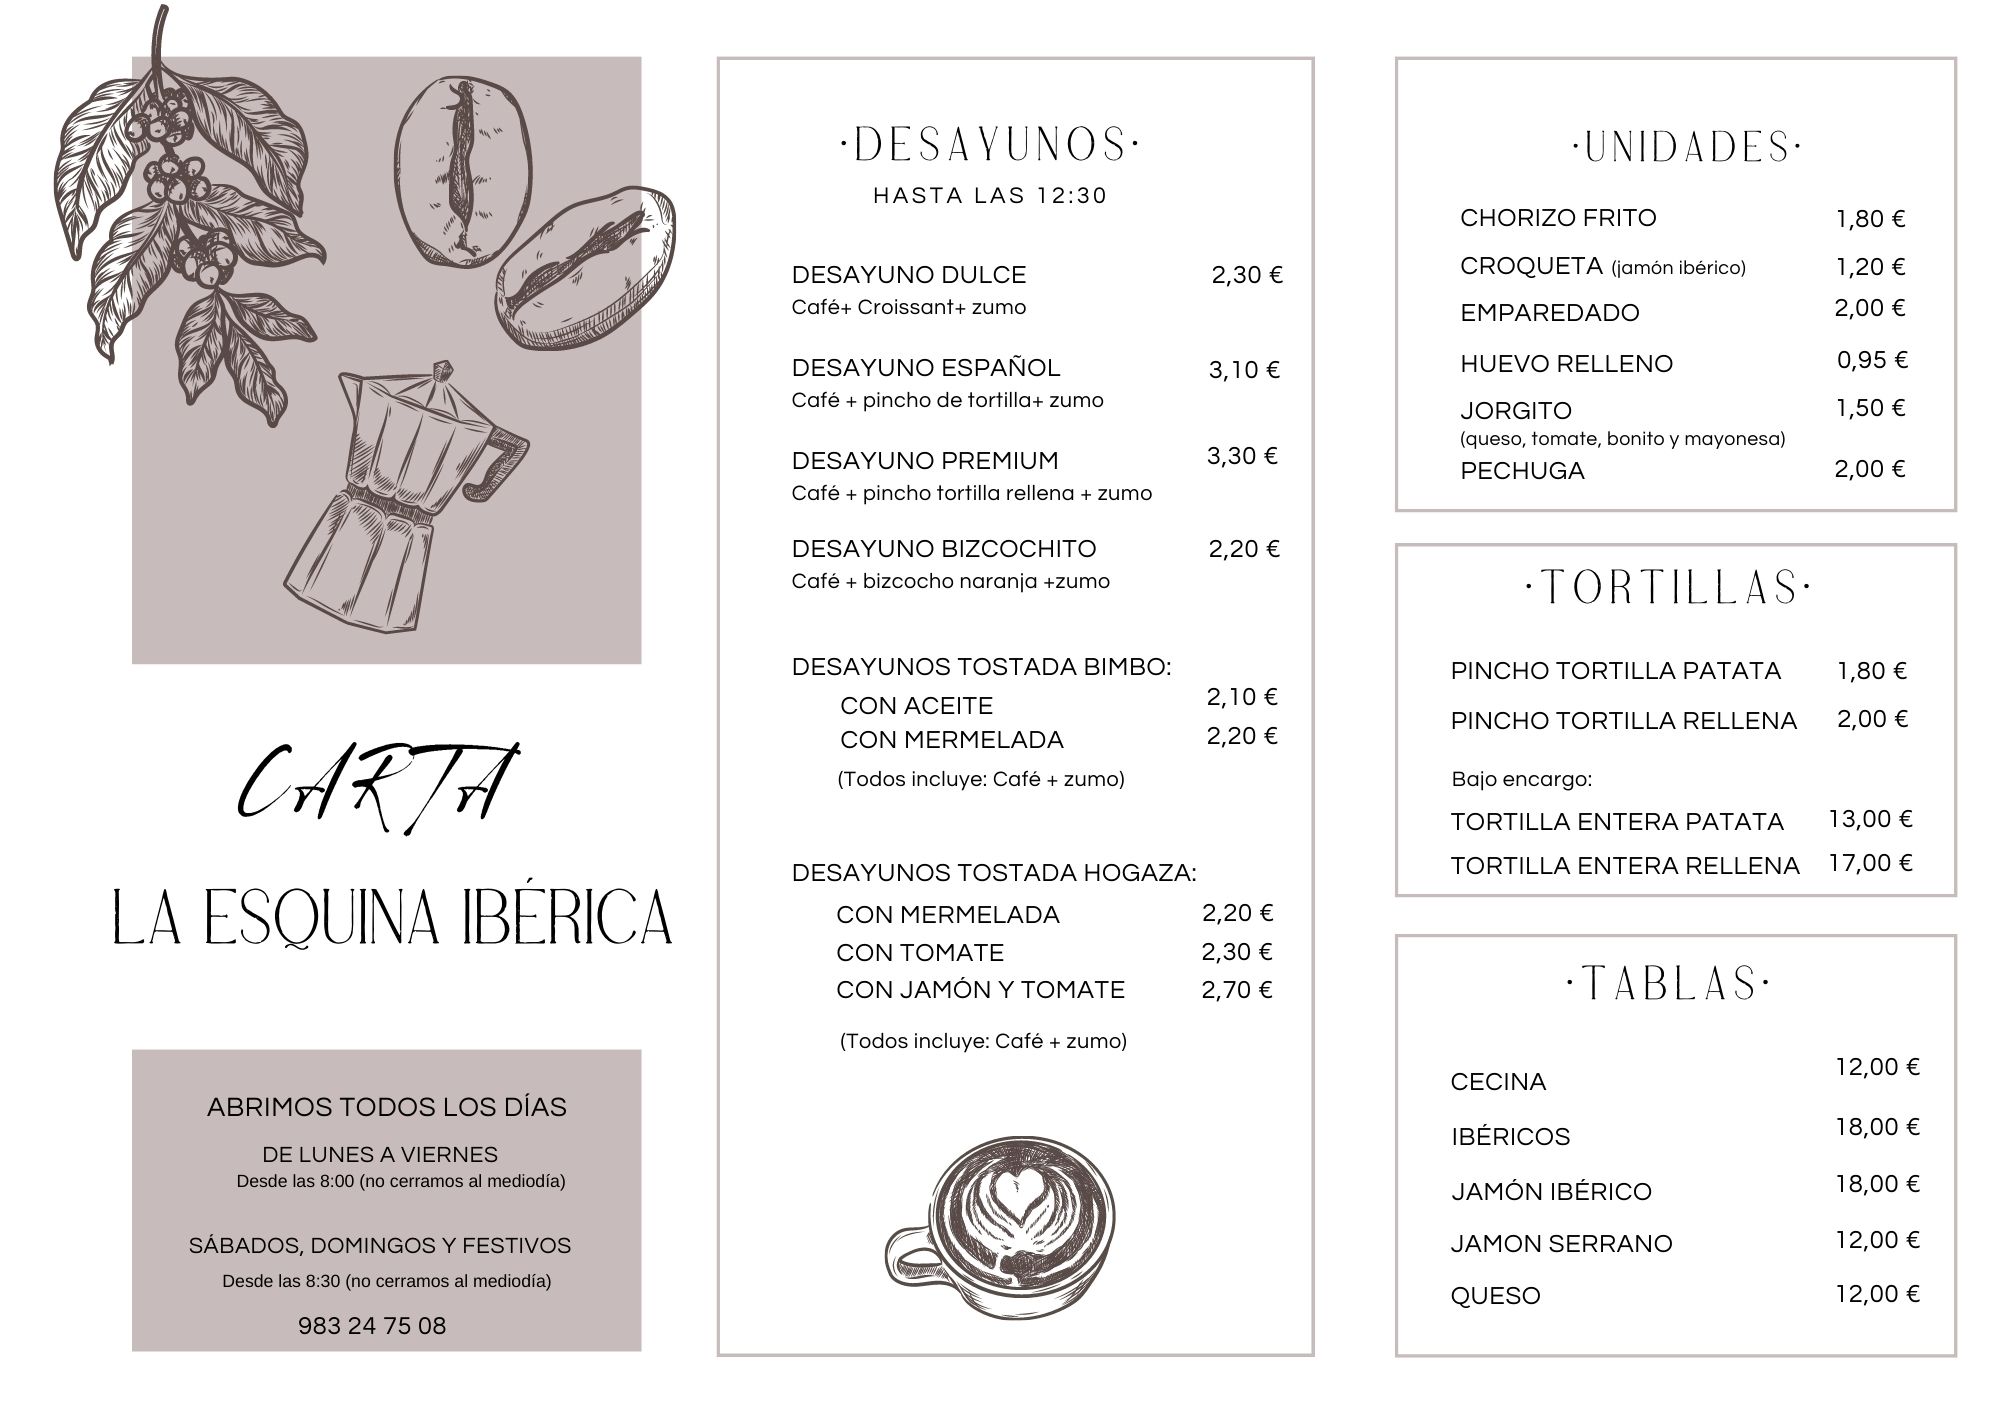 CARTA
LA ESQUINA IBÉRICA
ABRIMOS TODOS LOS DÍAS
DE LUNES A VIERNES
Desde las 8:00 (no cerramos al mediodía)
SÁBADOS, DOMINGOS Y FESTIVOS
Desde las 8:30 (no cerramos al mediodía)
983 24 75 08
·DESAYUNOS·
HASTA LAS 12:30
DESAYUNO DULCE 2,30 €
Café+ Croissant+ zumo
DESAYUNO ESPAÑOL 3,10 €
Café + pincho de tortilla+ zumo
DESAYUNO PREMIUM 3,30 €
Café + pincho tortilla rellena + zumo
DESAYUNO BIZCOCHITO 2,20 €
Café + bizcocho naranja +zumo
DESAYUNOS TOSTADA BIMBO:
CON ACEITE 2,10 €
CON MERMELADA 2,20 €
(Todos incluye: Café + zumo)
DESAYUNOS TOSTADA HOGAZA:
CON MERMELADA 2,20 €
CON TOMATE 2,30 €
CON JAMÓN Y TOMATE 2,70 €
(Todos incluye: Café + zumo)
·UNIDADES·
CHORIZO FRITO 1,80 €
CROQUETA (jamón ibérico) 1,20 €
EMPAREDADO 2,00 €
HUEVO RELLENO 0,95 €
JORGITO 1,50 €
(queso, tomate, bonito y mayonesa)
PECHUGA 2,00 €
·TORTILLAS·
PINCHO TORTILLA PATATA 1,80 €
PINCHO TORTILLA RELLENA 2,00 €
Bajo encargo:
TORTILLA ENTERA PATATA 13,00 €
TORTILLA ENTERA RELLENA 17,00 €
·TABLAS·
CECINA 12,00 €
IBÉRICOS 18,00 €
JAMÓN IBÉRICO 18,00 €
JAMON SERRANO 12,00 €
QUESO 12,00 €